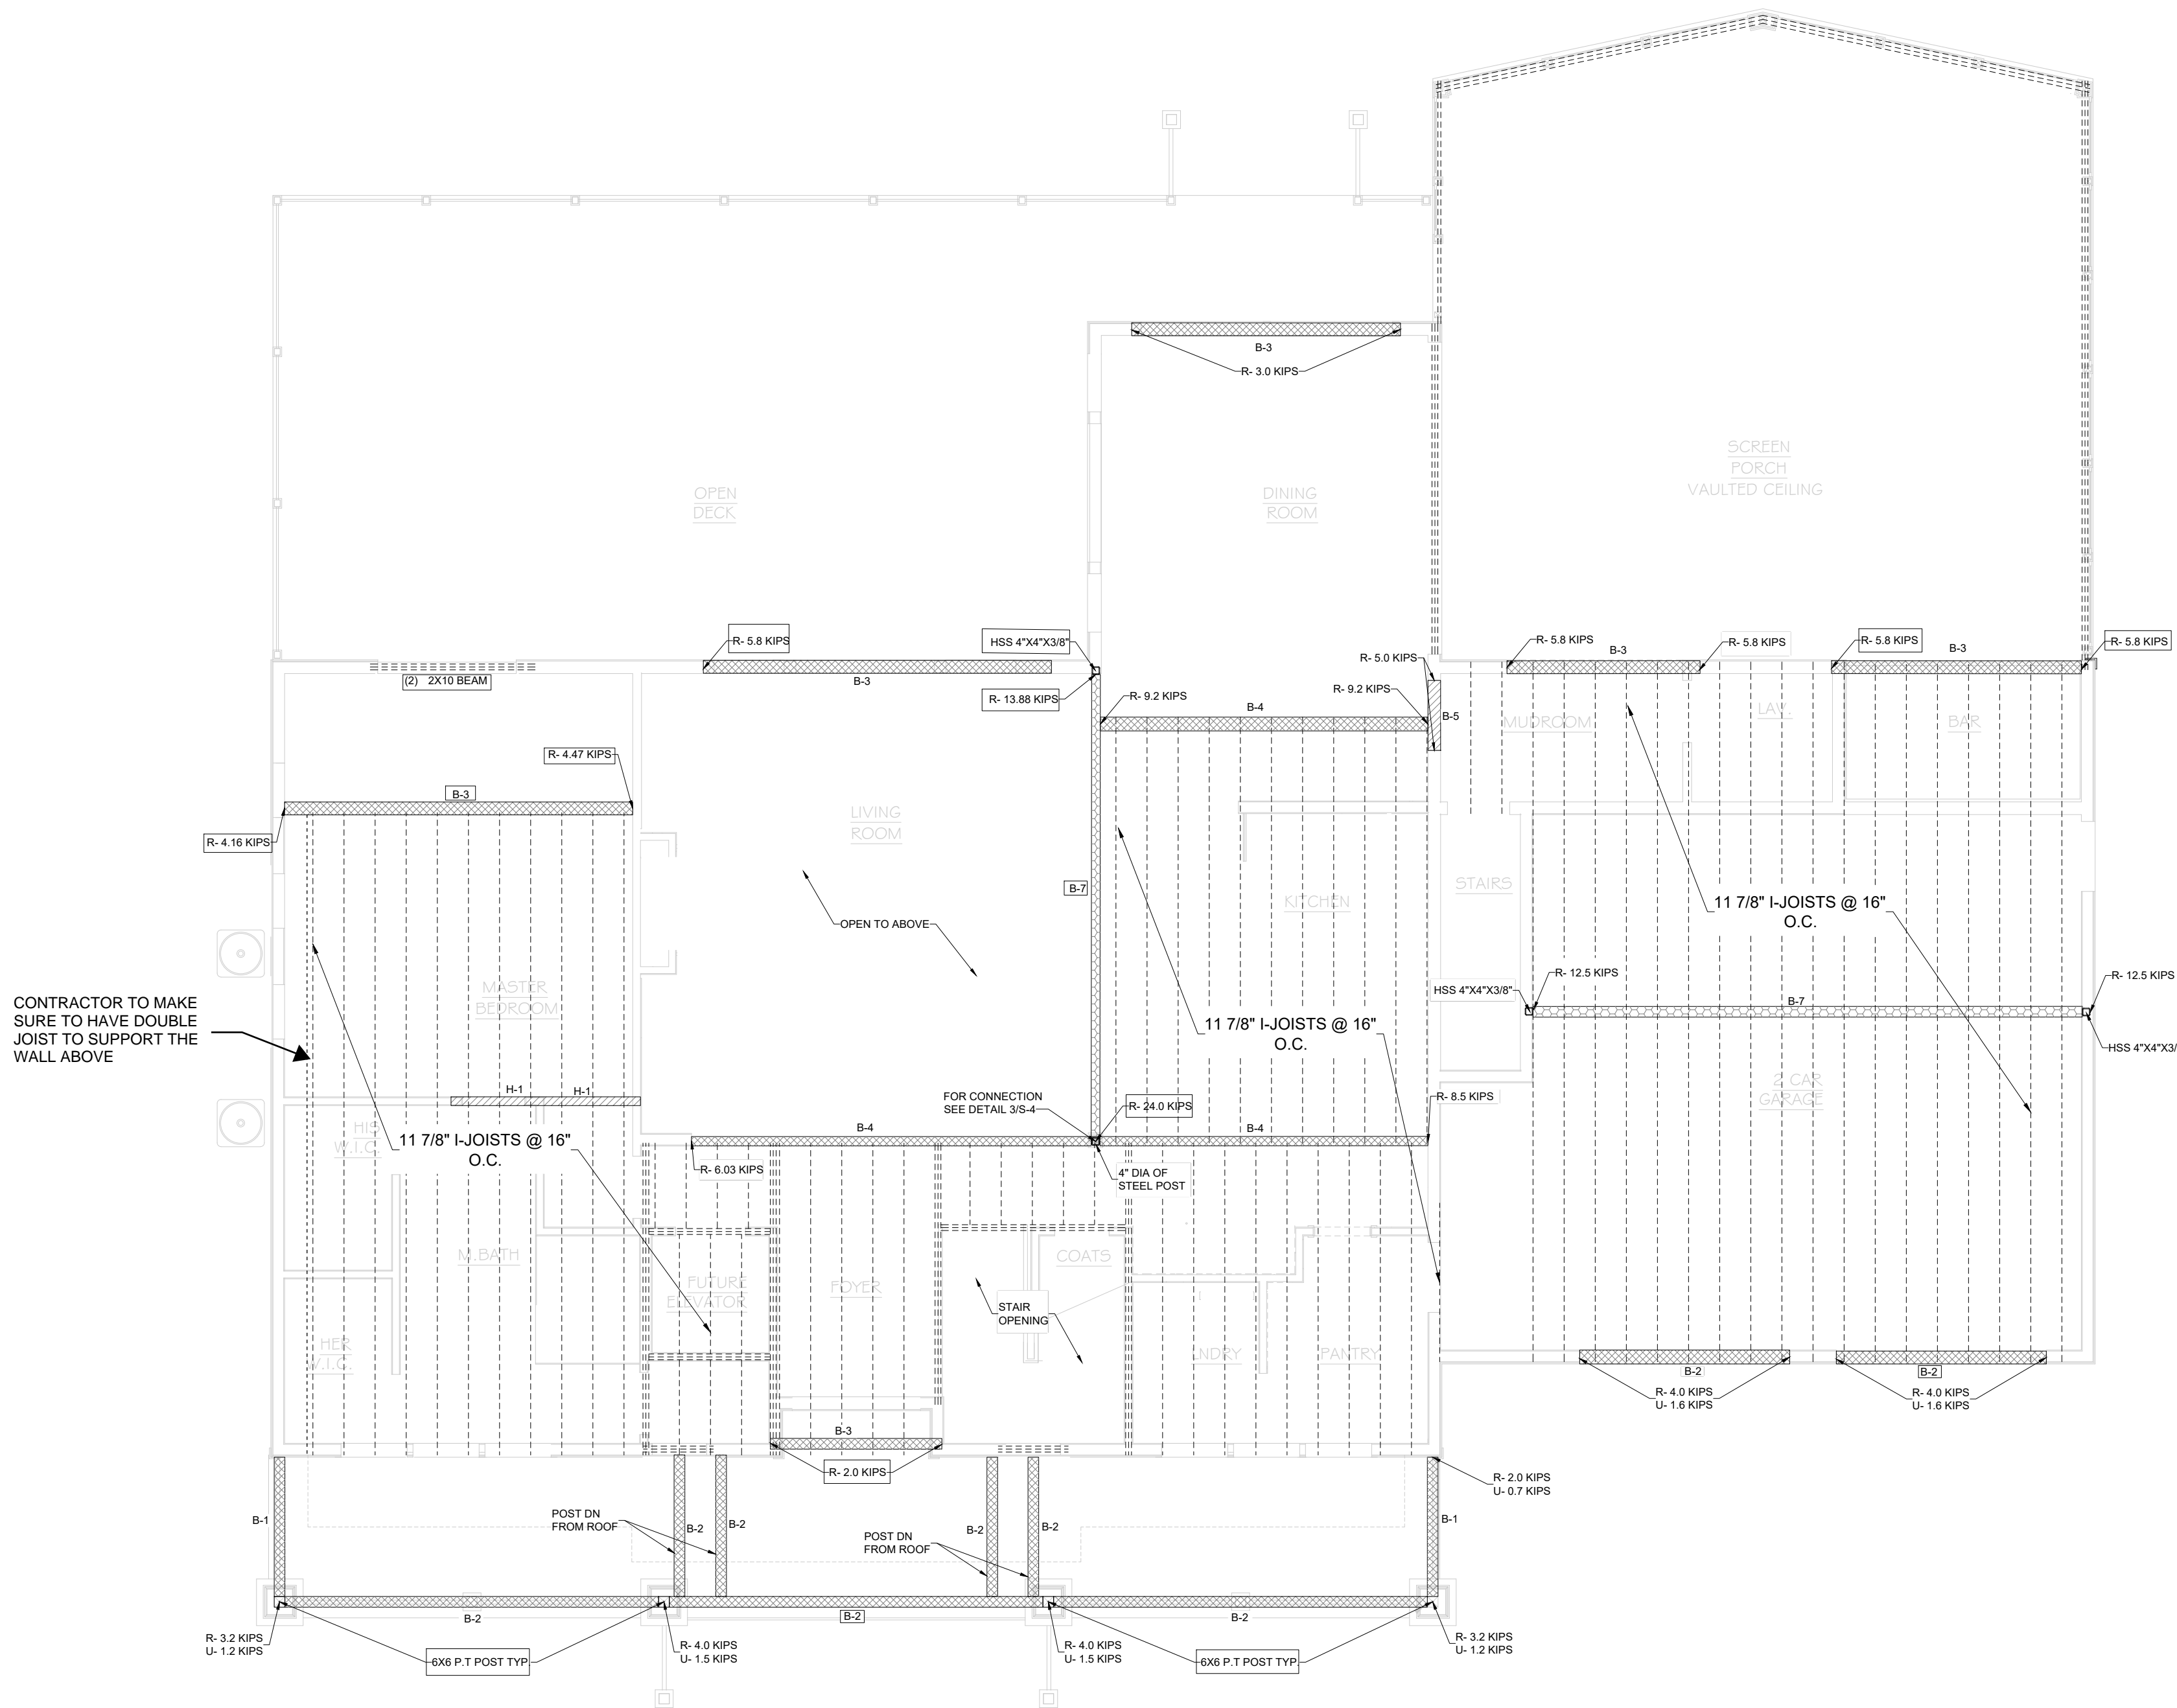 OPEN
DECK
DINING
ROOM
SCREEN
PORCH
VAULTED CEILING
B-3
R- 3.0 KIPS
R- 5.8 KIPS
B-3
HSS 4"X4"X3/8"
R- 13.88 KIPS
R- 9.2 KIPS
B-4
R- 9.2 KIPS
R- 5.0 KIPS
B-5
R- 5.8 KIPS
B-3
R- 5.8 KIPS
R- 5.8 KIPS
B-3
R- 5.8 KIPS
MUDROOM
LAV.
BAR
(2) 2X10 BEAM
R- 4.47 KIPS
B-3
R- 4.16 KIPS
LIVING
ROOM
OPEN TO ABOVE
B-7
KITCHEN
STAIRS
11 7/8" I-JOISTS @ 16"
O.C.
HSS 4"X4"X3/8"
R- 12.5 KIPS
B-7
R- 12.5 KIPS
HSS 4"X4"X3/
MASTER
BEDROOM
CONTRACTOR TO MAKE
SURE TO HAVE DOUBLE
JOIST TO SUPPORT THE
WALL ABOVE
11 7/8" I-JOISTS @ 16"
O.C.
2 CAR
GARAGE
H-1
H-1
FOR CONNECTION
SEE DETAIL 3/S-4
R- 24.0 KIPS
R- 8.5 KIPS
HIS
W.I.C.
11 7/8" I-JOISTS @ 16"
O.C.
B-4
B-4
R- 6.03 KIPS
4" DIA OF
STEEL POST
M.BATH
FUTURE
ELEVATOR
FOYER
COATS
STAIR
OPENING
HER
W.I.C.
LNDRY
PANTRY
B-2
R- 4.0 KIPS
U- 1.6 KIPS
B-2
R- 4.0 KIPS
U- 1.6 KIPS
B-3
R- 2.0 KIPS
R- 2.0 KIPS
U- 0.7 KIPS
B-1
POST DN
FROM ROOF
B-2
B-2
POST DN
FROM ROOF
B-2
B-2
B-1
B-2
B-2
B-2
R- 3.2 KIPS
U- 1.2 KIPS
6X6 P.T POST TYP.
R- 4.0 KIPS
U- 1.5 KIPS
R- 4.0 KIPS
U- 1.5 KIPS
6X6 P.T POST TYP.
R- 3.2 KIPS
U- 1.2 KIPS